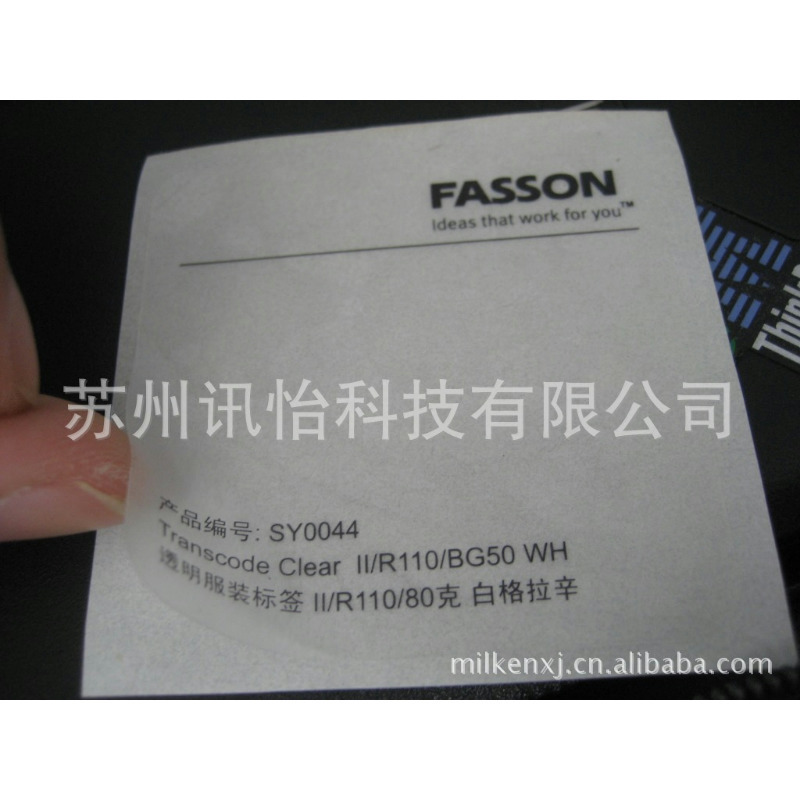 FASSON
Ideas that work for you™
苏州讯怡科技有限公司
产品编号: SY0044
Transcode Clear II/R110/BG50 WH
透明服装标签 II/R110/80克 白格拉辛
milkenxj.cn.alibaba.com